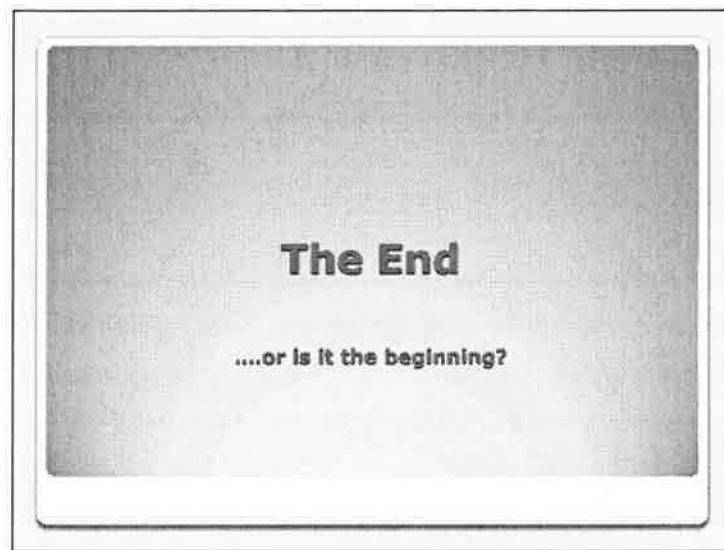 The End
....or is it the beginning?